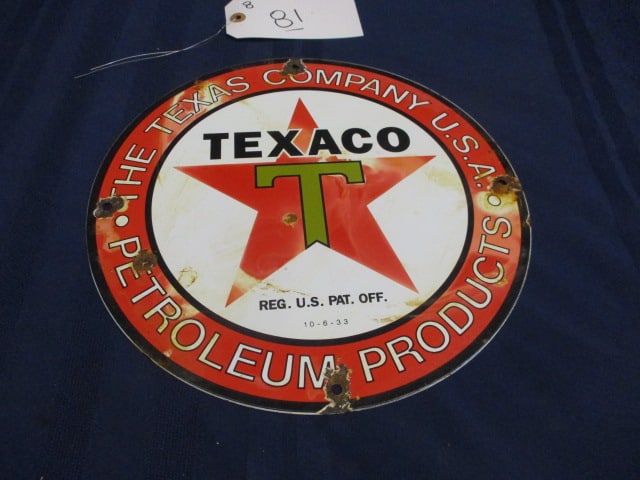 81
THE TEXAS COMPANY U.S.A.
TEXACO
T
REG. U.S. PAT. OFF.
10-6-33
PETROLEUM PRODUCTS